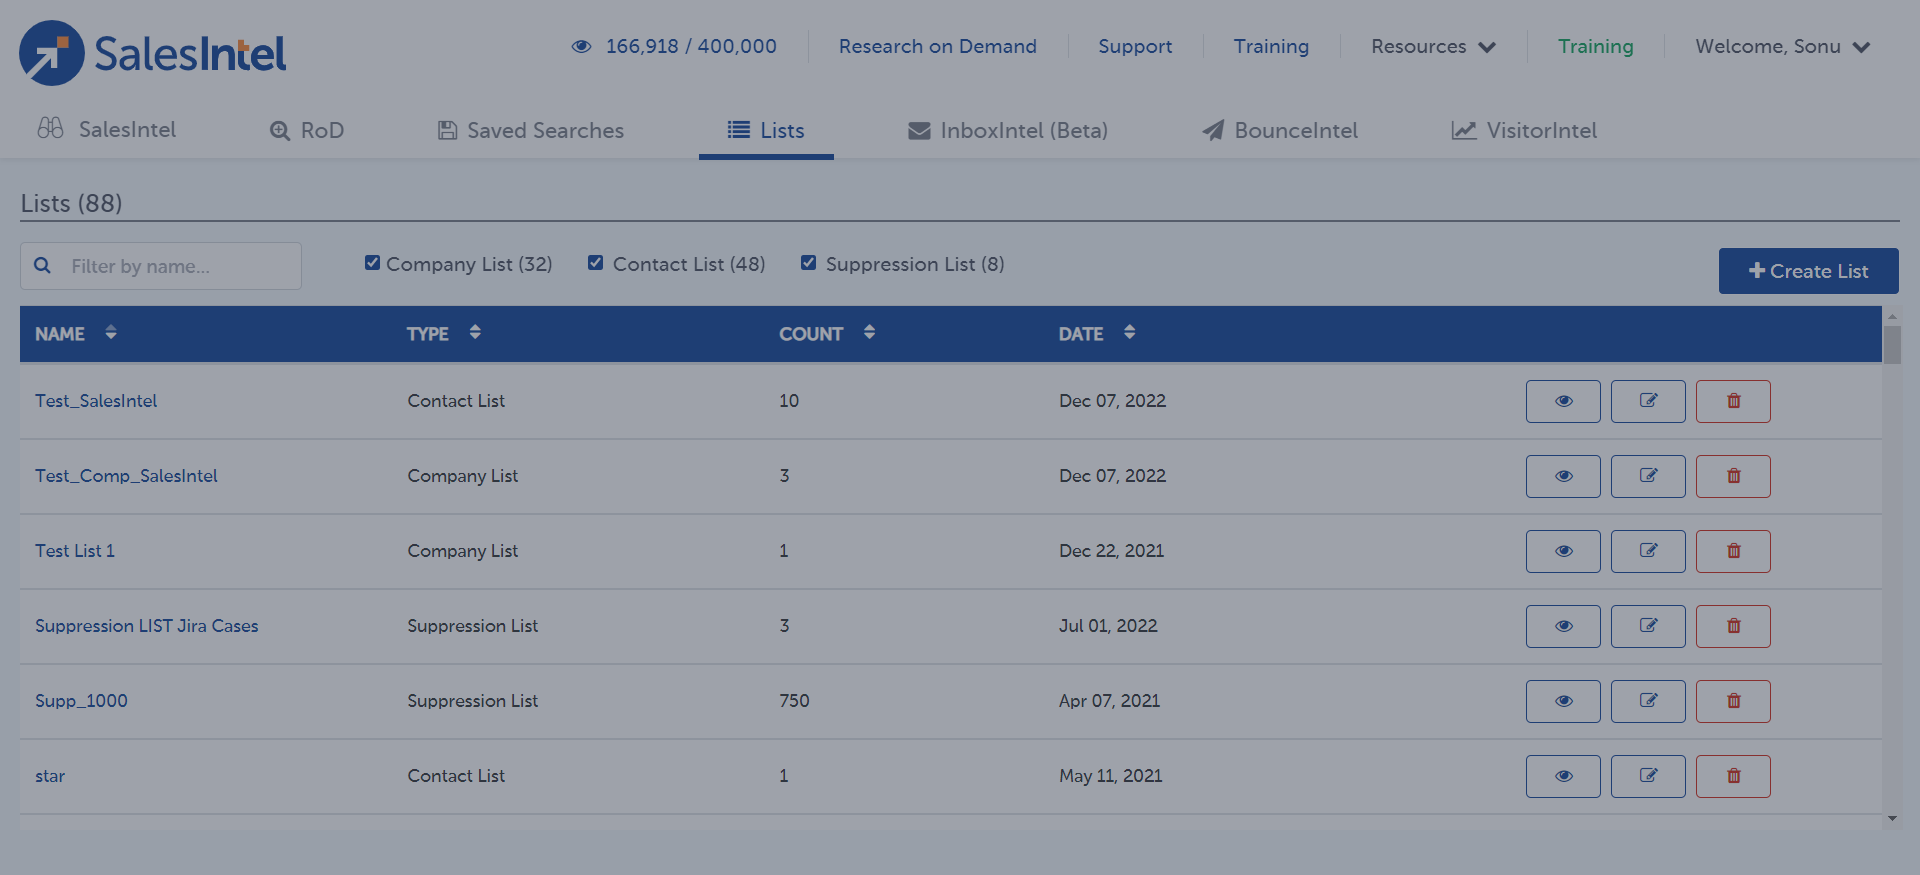 SalesIntel
166,918 / 400,000
Research on Demand
Support
Training
Resources
Training
Welcome, Sonu
SalesIntel
RoD
Saved Searches
Lists
InboxIntel (Beta)
BounceIntel
VisitorIntel
Lists (88)
Filter by name...
Company List (32)
Contact List (48)
Suppression List (8)
Create List
NAME TYPE COUNT DATE
Test_SalesIntel Contact List 10 Dec 07, 2022
Test_Comp_SalesIntel Company List 3 Dec 07, 2022
Test List 1 Company List 1 Dec 22, 2021
Suppression LIST Jira Cases Suppression List 3 Jul 01, 2022
Supp_1000 Suppression List 750 Apr 07, 2021
star Contact List 1 May 11, 2021